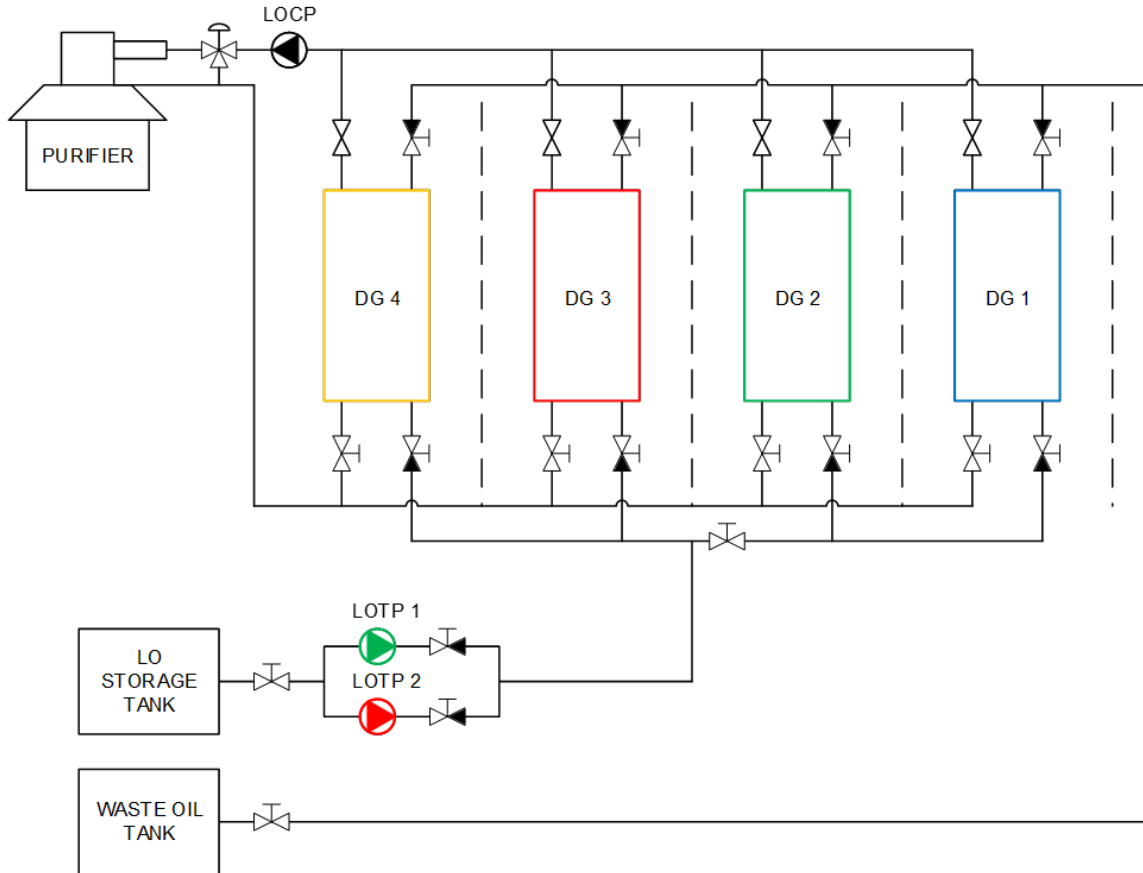 LOCP
PURIFIER
DG 4
DG 3
DG 2
DG 1
LOTP 1
LO
STORAGE
TANK
LOTP 2
WASTE OIL
TANK